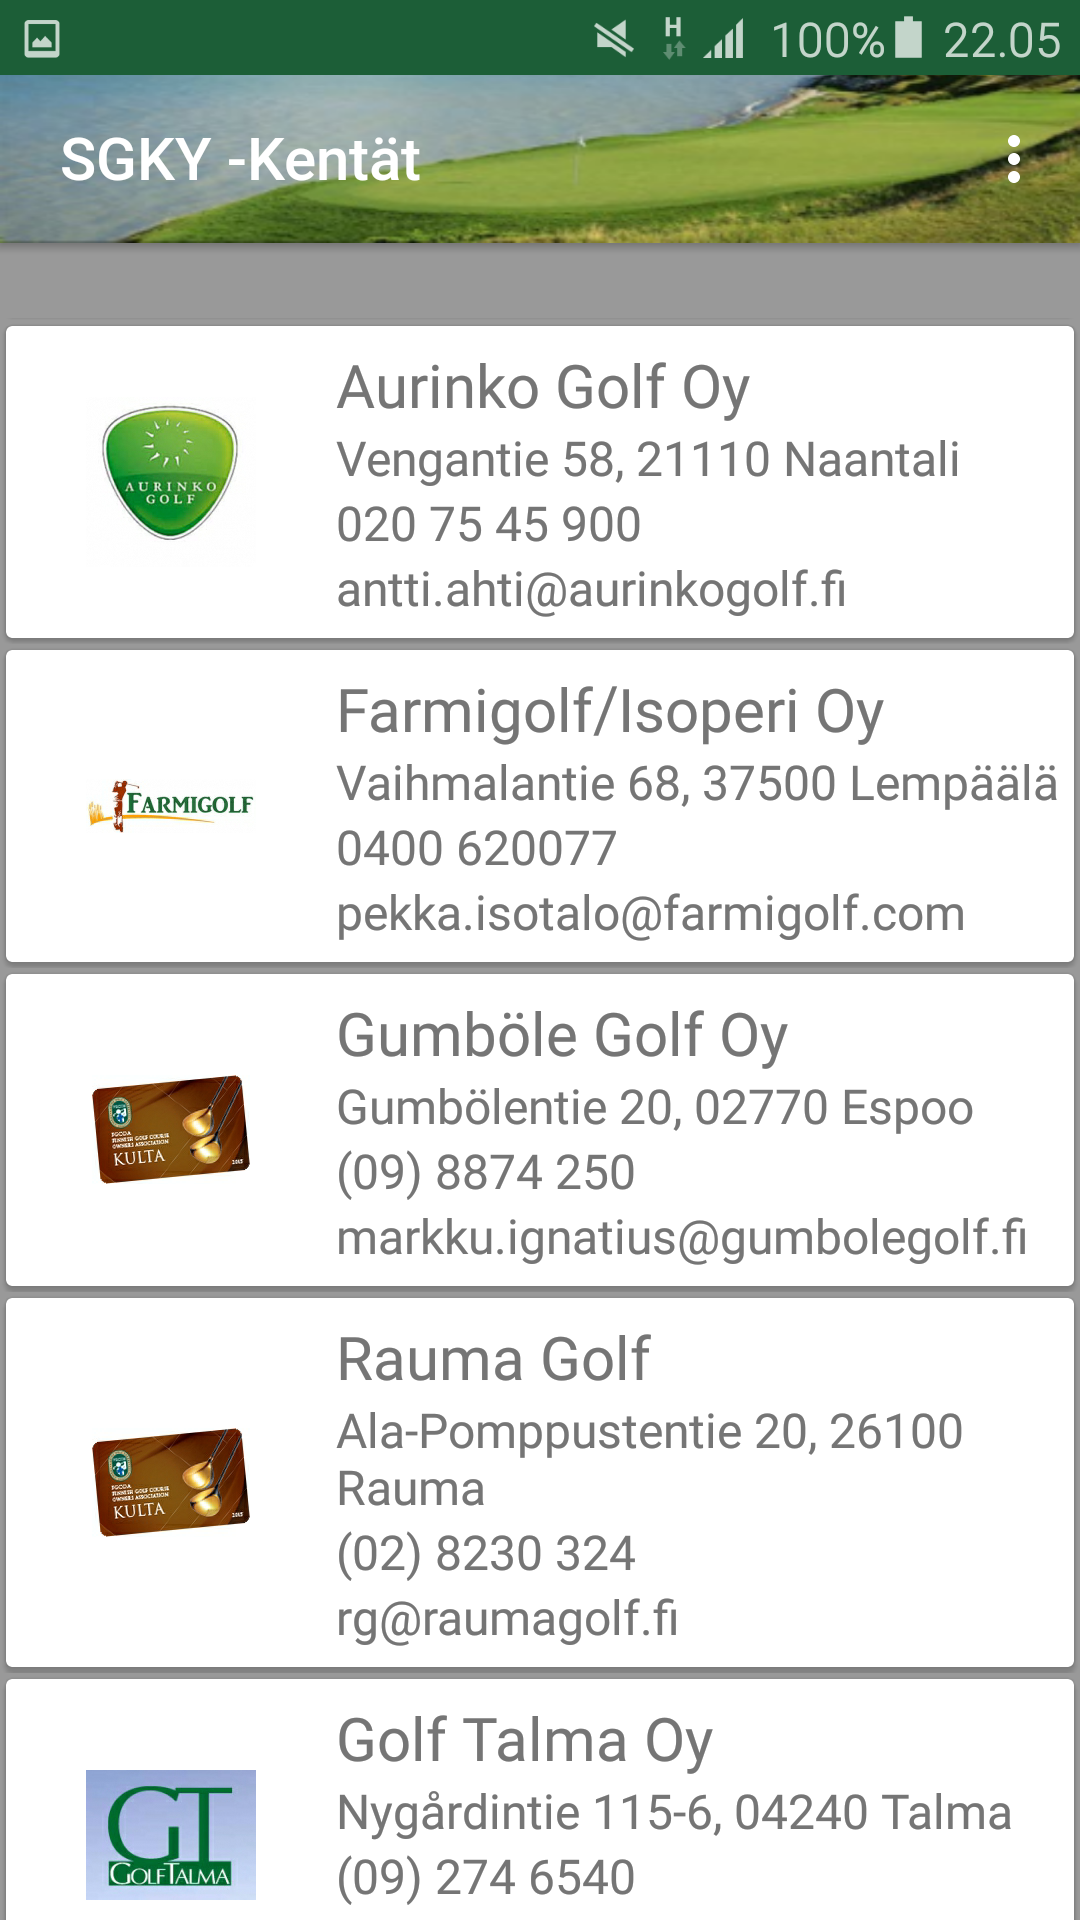 H 100% 22.05
SGKY -Kentät
AURINKO
GOLF
Aurinko Golf Oy
Vengantie 58, 21110 Naantali
020 75 45 900
antti.ahti@aurinkogolf.fi
FARMIGOLF
Farmigolf/Isoperi Oy
Vaihmalantie 68, 37500 Lempäälä
0400 620077
pekka.isotalo@farmigolf.com
FGCOA
FINNISH GOLF COURSE
OWNERS ASSOCIATION
KULTA
Gumböle Golf Oy
Gumbölentie 20, 02770 Espoo
(09) 8874 250
markku.ignatius@gumbolegolf.fi
FGCOA
FINNISH GOLF COURSE
OWNERS ASSOCIATION
KULTA
Rauma Golf
Ala-Pomppustentie 20, 26100
Rauma
(02) 8230 324
rg@raumagolf.fi
GT
GOLFTALMA
Golf Talma Oy
Nygårdintie 115-6, 04240 Talma
(09) 274 6540